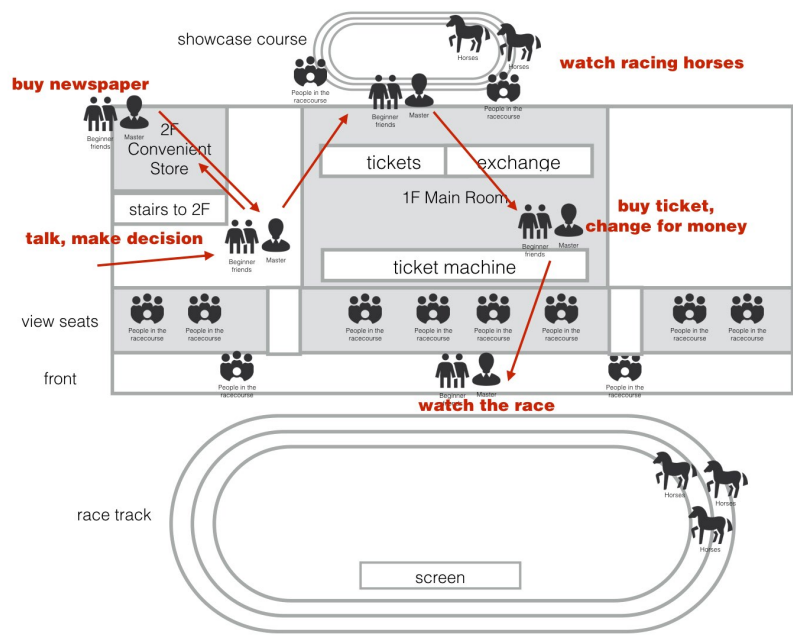 showcase course
Horses
Horses
watch racing horses
buy newspaper
People in the
racecourse
People in the
racecourse
Beginner
friends
Master
Beginner
friends
Master
2F
Convenient
Store
tickets
exchange
1F Main Room
stairs to 2F
buy ticket,
change for money
talk, make decision
Beginner
friends
Master
Beginner
friends
Master
ticket machine
view seats
People in the
racecourse
People in the
racecourse
People in the
racecourse
People in the
racecourse
People in the
racecourse
People in the
racecourse
People in the
racecourse
People in the
racecourse
front
People in the
racecourse
Beginner
friends
Master
People in the
racecourse
watch the race
race track
Horses
Horses
Horses
screen